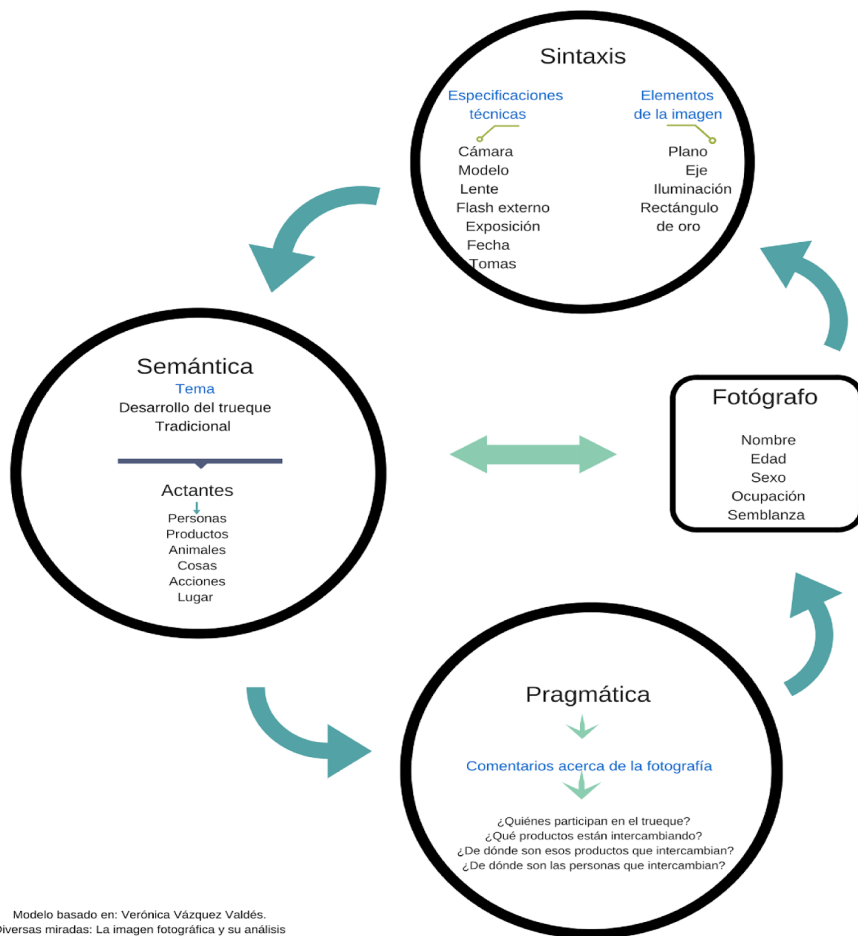 Sintaxis
Especificaciones
técnicas
Cámara
Modelo
Lente
Flash externo
Exposición
Fecha
Tomas
Elementos
de la imagen
Plano
Eje
Iluminación
Rectángulo
de oro
Semántica
Tema
Desarrollo del trueque
Tradicional
Actantes
Personas
Productos
Animales
Cosas
Acciones
Lugar
Fotógrafo
Nombre
Edad
Sexo
Ocupación
Semblanza
Pragmática
Comentarios acerca de la fotografía
¿Quiénes participan en el trueque?
¿Qué productos están intercambiando?
¿De dónde son esos productos que intercambian?
¿De dónde son las personas que intercambian?
Modelo basado en: Verónica Vázquez Valdés.
Diversas miradas: La imagen fotográfica y su análisis